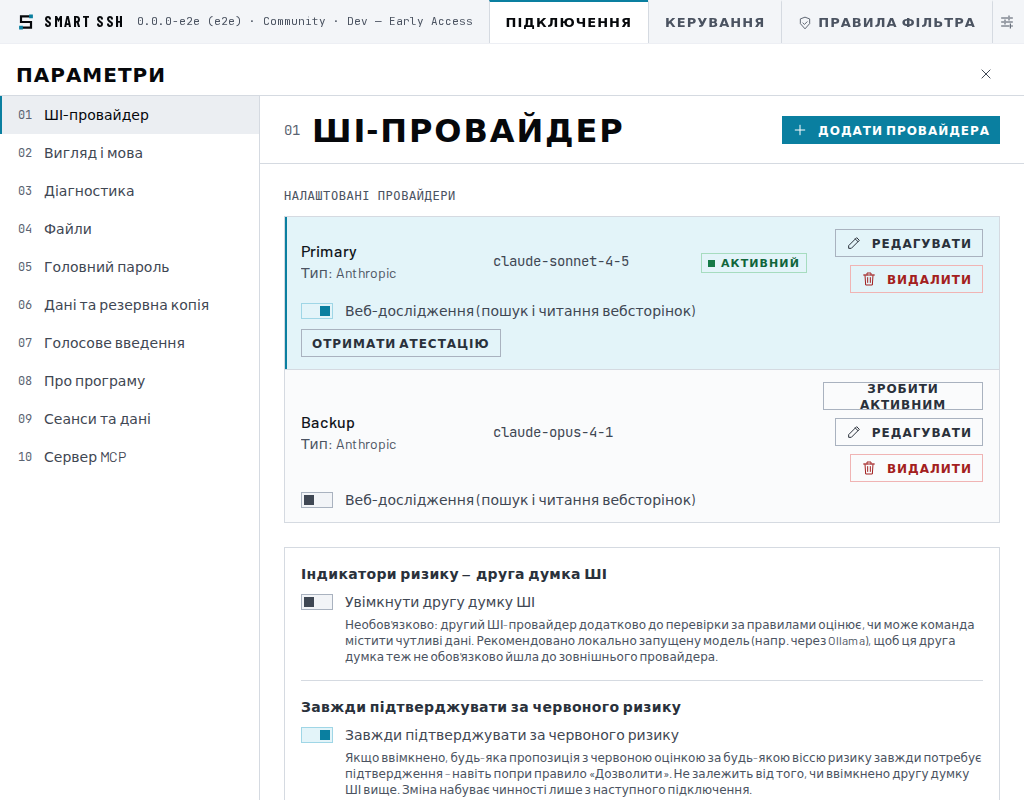 SMART SSH 0.0.0-e2e (e2e) · Community · Dev — Early Access ПІДКЛЮЧЕННЯ КЕРУВАННЯ ПРАВИЛА ФІЛЬТРА
ПАРАМЕТРИ
01 ШІ-провайдер
02 Вигляд і мова
03 Діагностика
04 Файли
05 Головний пароль
06 Дані та резервна копія
07 Голосове введення
08 Про програму
09 Сеанси та дані
10 Сервер MCP
01 ШІ-ПРОВАЙДЕР
ДОДАТИ ПРОВАЙДЕРА
НАЛАШТОВАНІ ПРОВАЙДЕРИ
Primary
Тип: Anthropic
claude-sonnet-4-5
АКТИВНИЙ
РЕДАГУВАТИ
ВИДАЛИТИ
Веб-дослідження (пошук і читання вебсторінок)
ОТРИМАТИ АТЕСТАЦІЮ
Backup
Тип: Anthropic
claude-opus-4-1
ЗРОБИТИ
АКТИВНИМ
РЕДАГУВАТИ
ВИДАЛИТИ
Веб-дослідження (пошук і читання вебсторінок)
Індикатори ризику – друга думка ШІ
Увімкнути другу думку ШІ
Необов'язково: другий ШІ-провайдер додатково до перевірки за правилами оцінює, чи може команда
містити чутливі дані. Рекомендовано локально запущену модель (напр. через Ollama), щоб ця друга
думка теж не обов'язково йшла до зовнішнього провайдера.
Завжди підтверджувати за червоного ризику
Завжди підтверджувати за червоного ризику
Якщо ввімкнено, будь-яка пропозиція з червоною оцінкою за будь-якою віссю ризику завжди потребує
підтвердження – навіть попри правило «Дозволити». Не залежить від того, чи ввімкнено другу думку
ШІ вище. Зміна набуває чинності лише з наступного підключення.